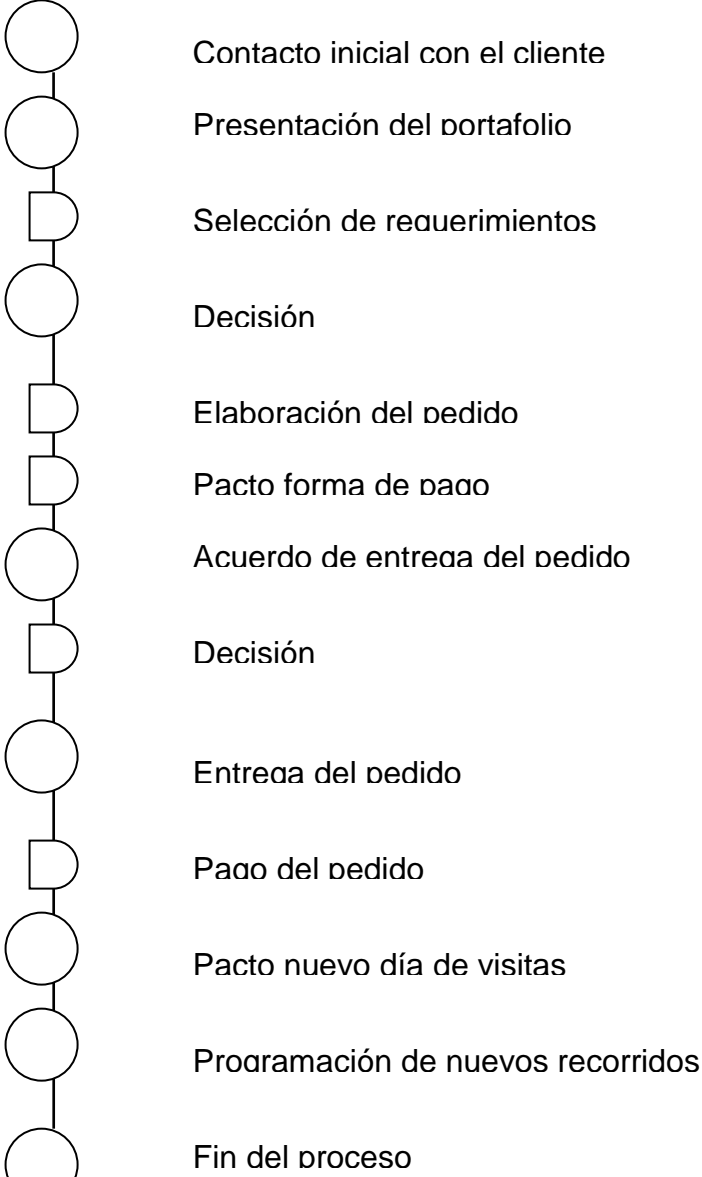 Contacto inicial con el cliente
Presentación del portafolio
Selección de requerimientos
Decisión
Elaboración del pedido
Pacto forma de pago
Acuerdo de entrega del pedido
Decisión
Entrega del pedido
Pago del pedido
Pacto nuevo día de visitas
Programación de nuevos recorridos
Fin del proceso